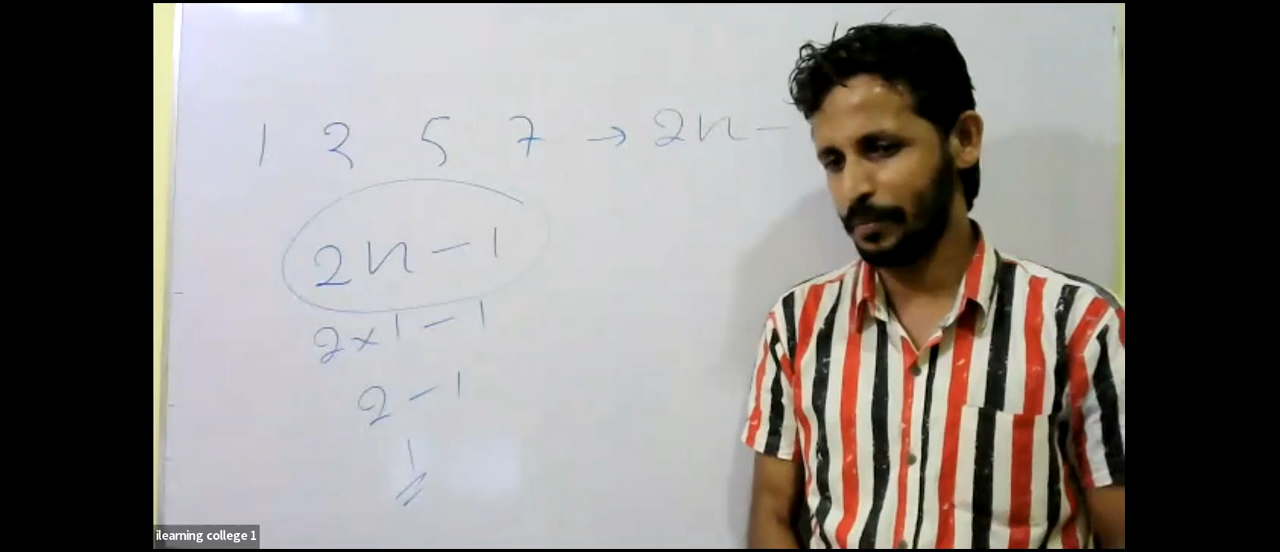 1 3 5 7 → 2n –
2n – 1
2 × 1 – 1
2 – 1
1
ilearning college 1